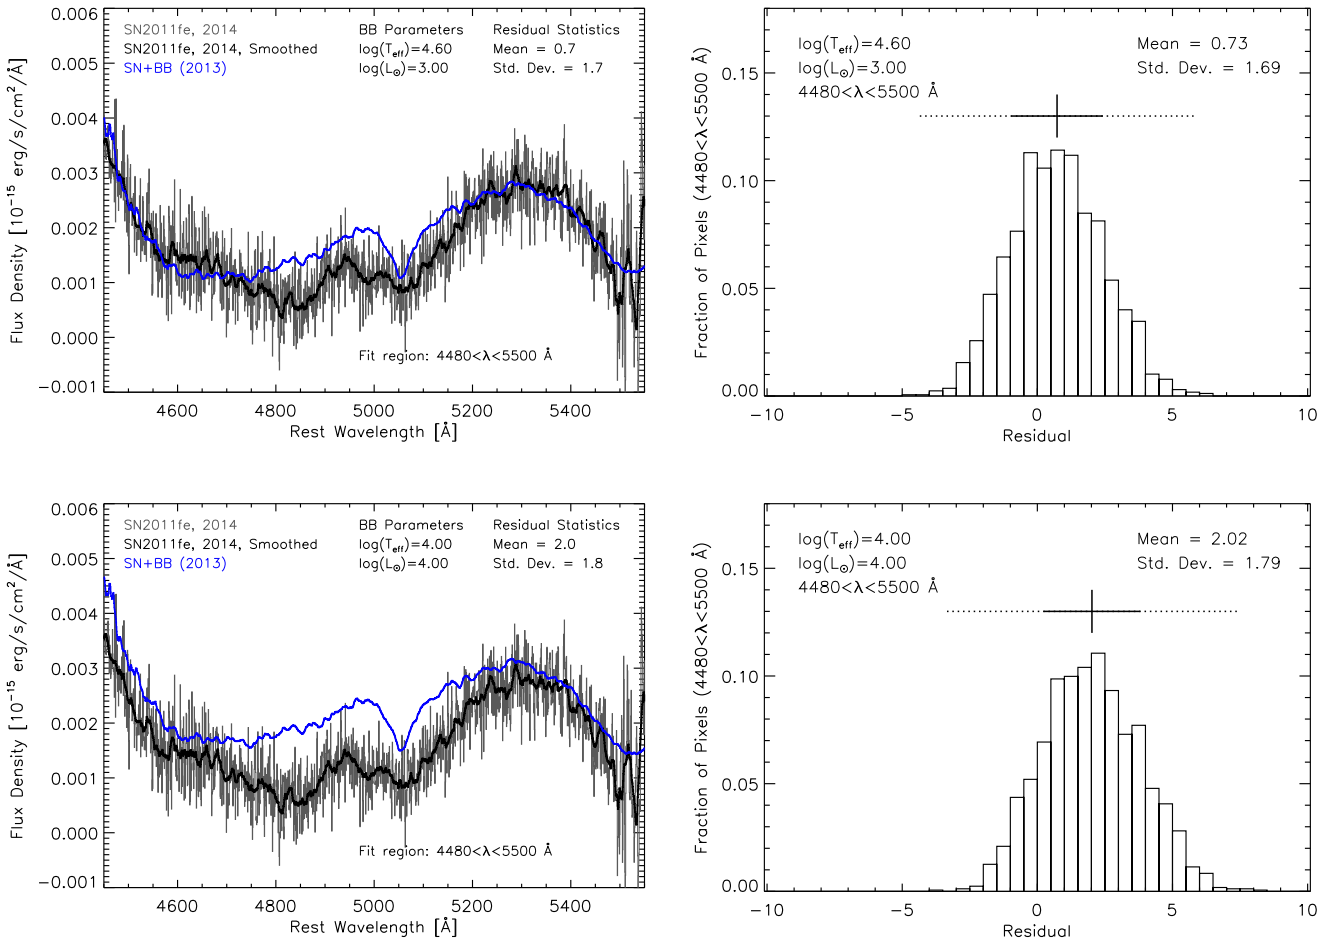 SN2011fe, 2014
SN2011fe, 2014, Smoothed
SN+BB (2013)
BB Parameters
log(T_eff)=4.60
log(L_⊙)=3.00
Residual Statistics
Mean = 0.7
Std. Dev. = 1.7
Fit region: 4480<λ<5500 Å
0.006
0.005
0.004
0.003
0.002
0.001
0.000
−0.001
Flux Density [10^−15 erg/s/cm^2/Å]
4600 4800 5000 5200 5400
Rest Wavelength [Å]
log(T_eff)=4.60
log(L_⊙)=3.00
4480<λ<5500 Å
Mean = 0.73
Std. Dev. = 1.69
0.15
0.10
0.05
0.00
Fraction of Pixels (4480<λ<5500 Å)
−10 −5 0 5 10
Residual
SN2011fe, 2014
SN2011fe, 2014, Smoothed
SN+BB (2013)
BB Parameters
log(T_eff)=4.00
log(L_⊙)=4.00
Residual Statistics
Mean = 2.0
Std. Dev. = 1.8
Fit region: 4480<λ<5500 Å
0.006
0.005
0.004
0.003
0.002
0.001
0.000
−0.001
Flux Density [10^−15 erg/s/cm^2/Å]
4600 4800 5000 5200 5400
Rest Wavelength [Å]
log(T_eff)=4.00
log(L_⊙)=4.00
4480<λ<5500 Å
Mean = 2.02
Std. Dev. = 1.79
0.15
0.10
0.05
0.00
Fraction of Pixels (4480<λ<5500 Å)
−10 −5 0 5 10
Residual